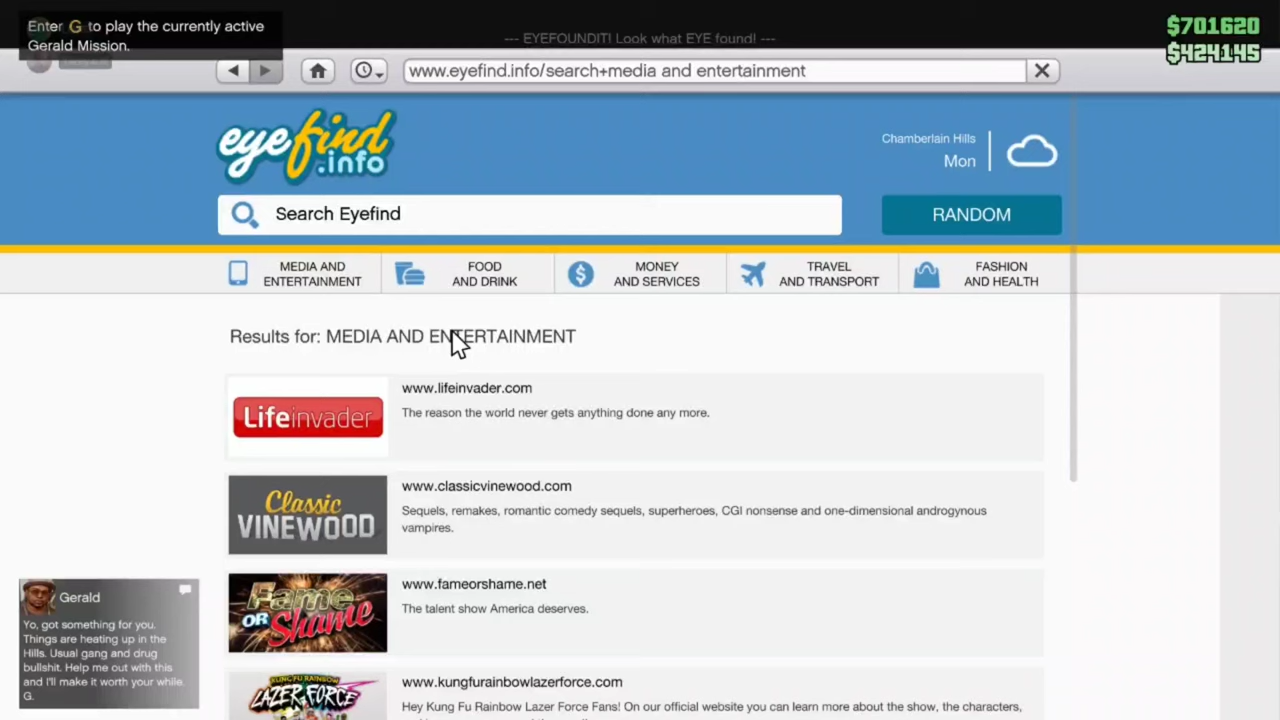 Enter G to play the currently active
Gerald Mission.
--- EYEFOUNDIT! Look what EYE found! ---
$701620
$424145
www.eyefind.info/search+media and entertainment
eyefind
.info
Chamberlain Hills
Mon
Search Eyefind
RANDOM
MEDIA AND
ENTERTAINMENT
FOOD
AND DRINK
MONEY
AND SERVICES
TRAVEL
AND TRANSPORT
FASHION
AND HEALTH
Results for: MEDIA AND ENTERTAINMENT
Lifeinvader
www.lifeinvader.com
The reason the world never gets anything done any more.
Classic
VINEWOOD
www.classicvinewood.com
Sequels, remakes, romantic comedy sequels, superheroes, CGI nonsense and one-dimensional androgynous
vampires.
Fame
OR Shame
www.fameorshame.net
The talent show America deserves.
KUNG FU RAINBOW
LAZER FORCE
www.kungfurainbowlazerforce.com
Hey Kung Fu Rainbow Lazer Force Fans! On our official website you can learn more about the show, the characters,
Gerald
Yo, got something for you.
Things are heating up in the
Hills. Usual gang and drug
bullshit. Help me out with this
and I'll make it worth your while.
G.